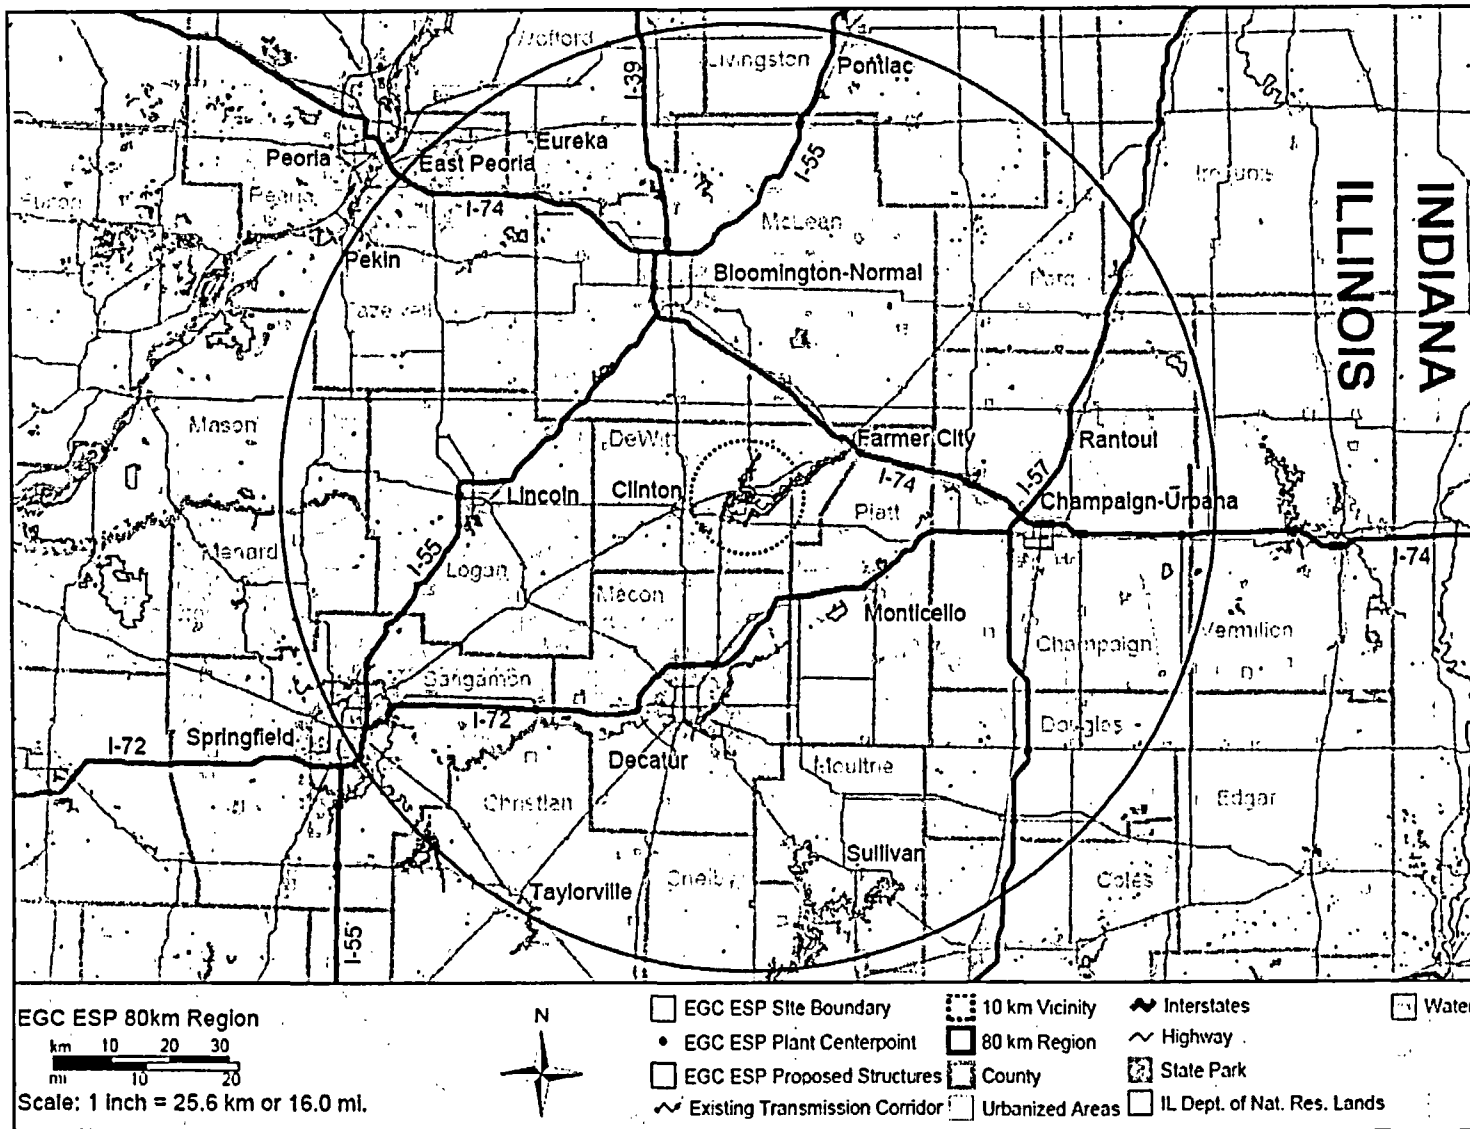 Livingston
Pontiac
I-39
Eureka
Peoria
East Peoria
I-55
I-74
McLean
Pekin
Bloomington-Normal
INDIANA
ILLINOIS
Ford
Mason
DeWitt
Farmer City
Rantoul
Lincoln
Clinton
I-74
I-57
Champaign-Urbana
Piatt
Menard
I-55
Logan
I-74
Macon
Monticello
Vermilion
Champaign
Sangamon
I-72
Douglas
I-72
Springfield
Decatur
Moultrie
Christian
Edgar
Sullivan
Shelby
Coles
Taylorville
I-55
EGC ESP 80km Region
km 10 20 30
mi 10 20
Scale: 1 inch = 25.6 km or 16.0 mi.
N
EGC ESP Site Boundary
EGC ESP Plant Centerpoint
EGC ESP Proposed Structures
Existing Transmission Corridor
10 km Vicinity
80 km Region
County
Urbanized Areas
Interstates
Highway
State Park
IL Dept. of Nat. Res. Lands
Water